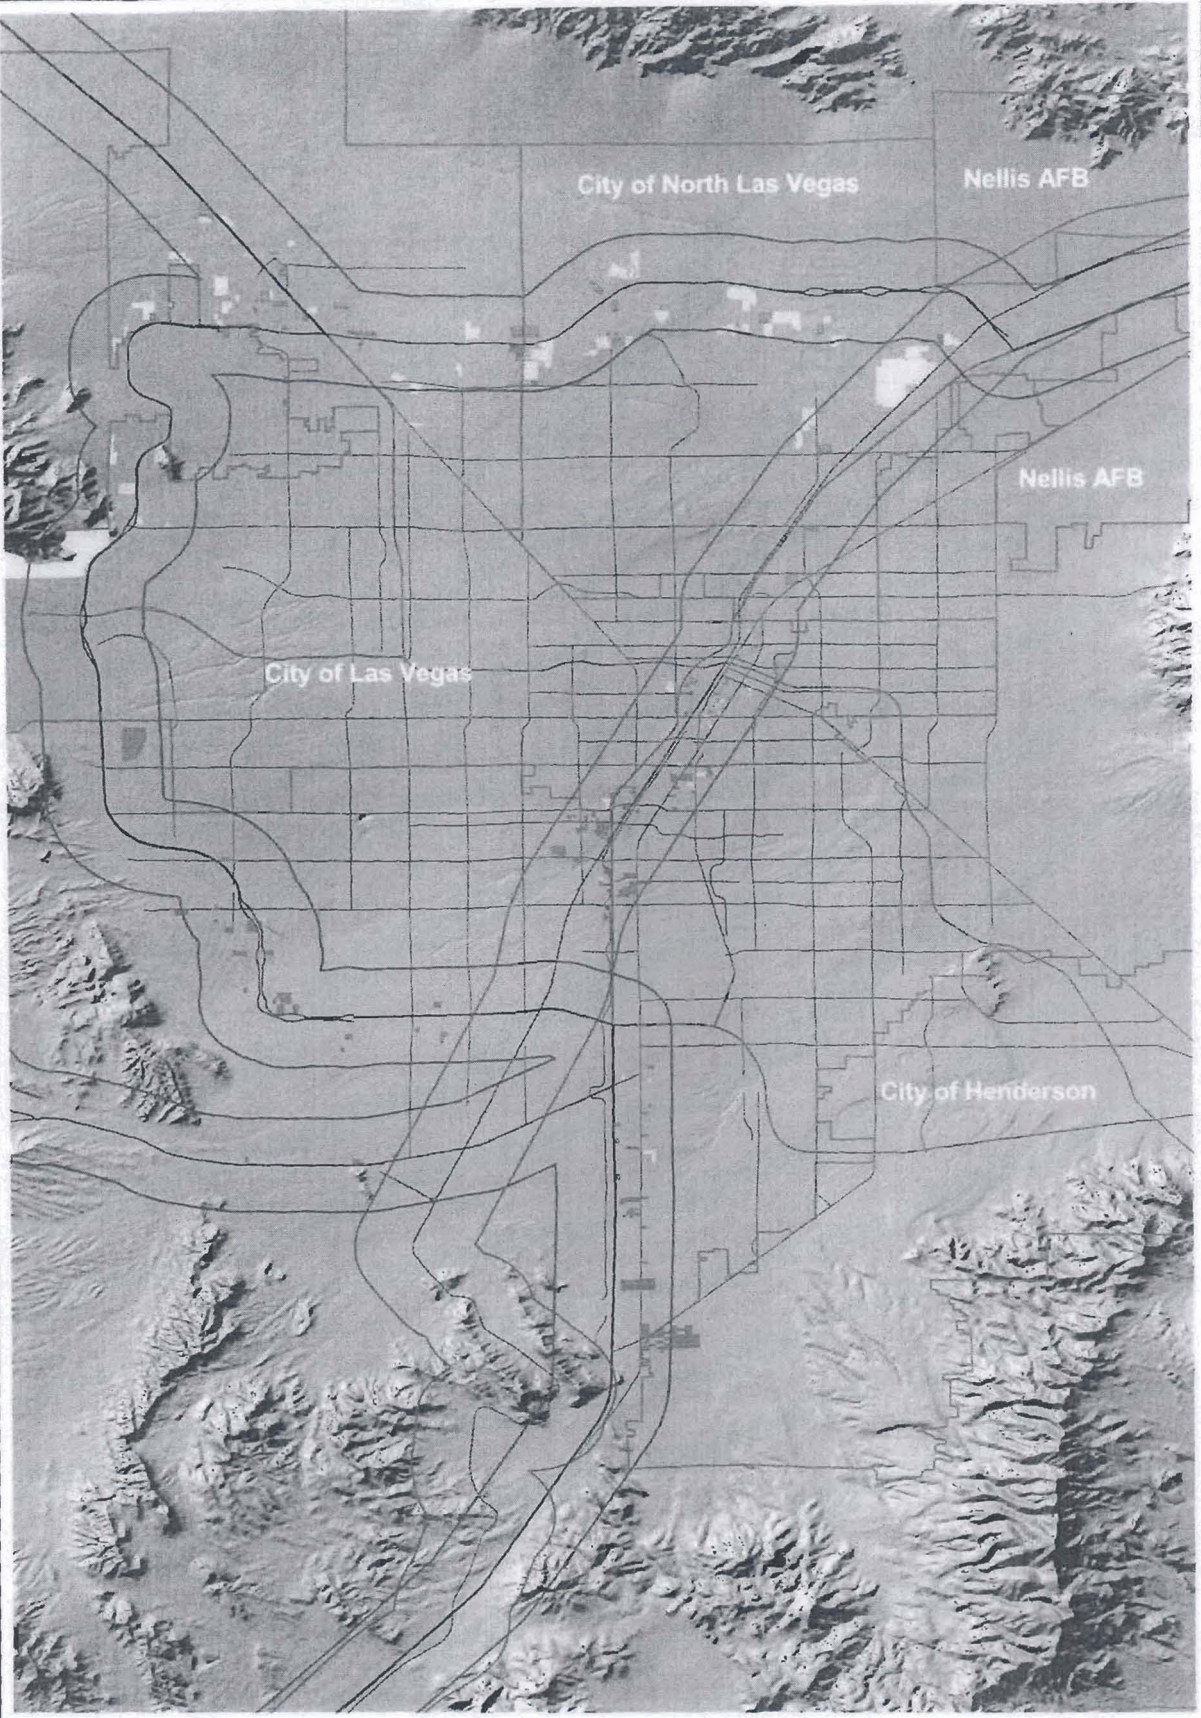 City of North Las Vegas
Nellis AFB
Nellis AFB
City of Las Vegas
City of Henderson